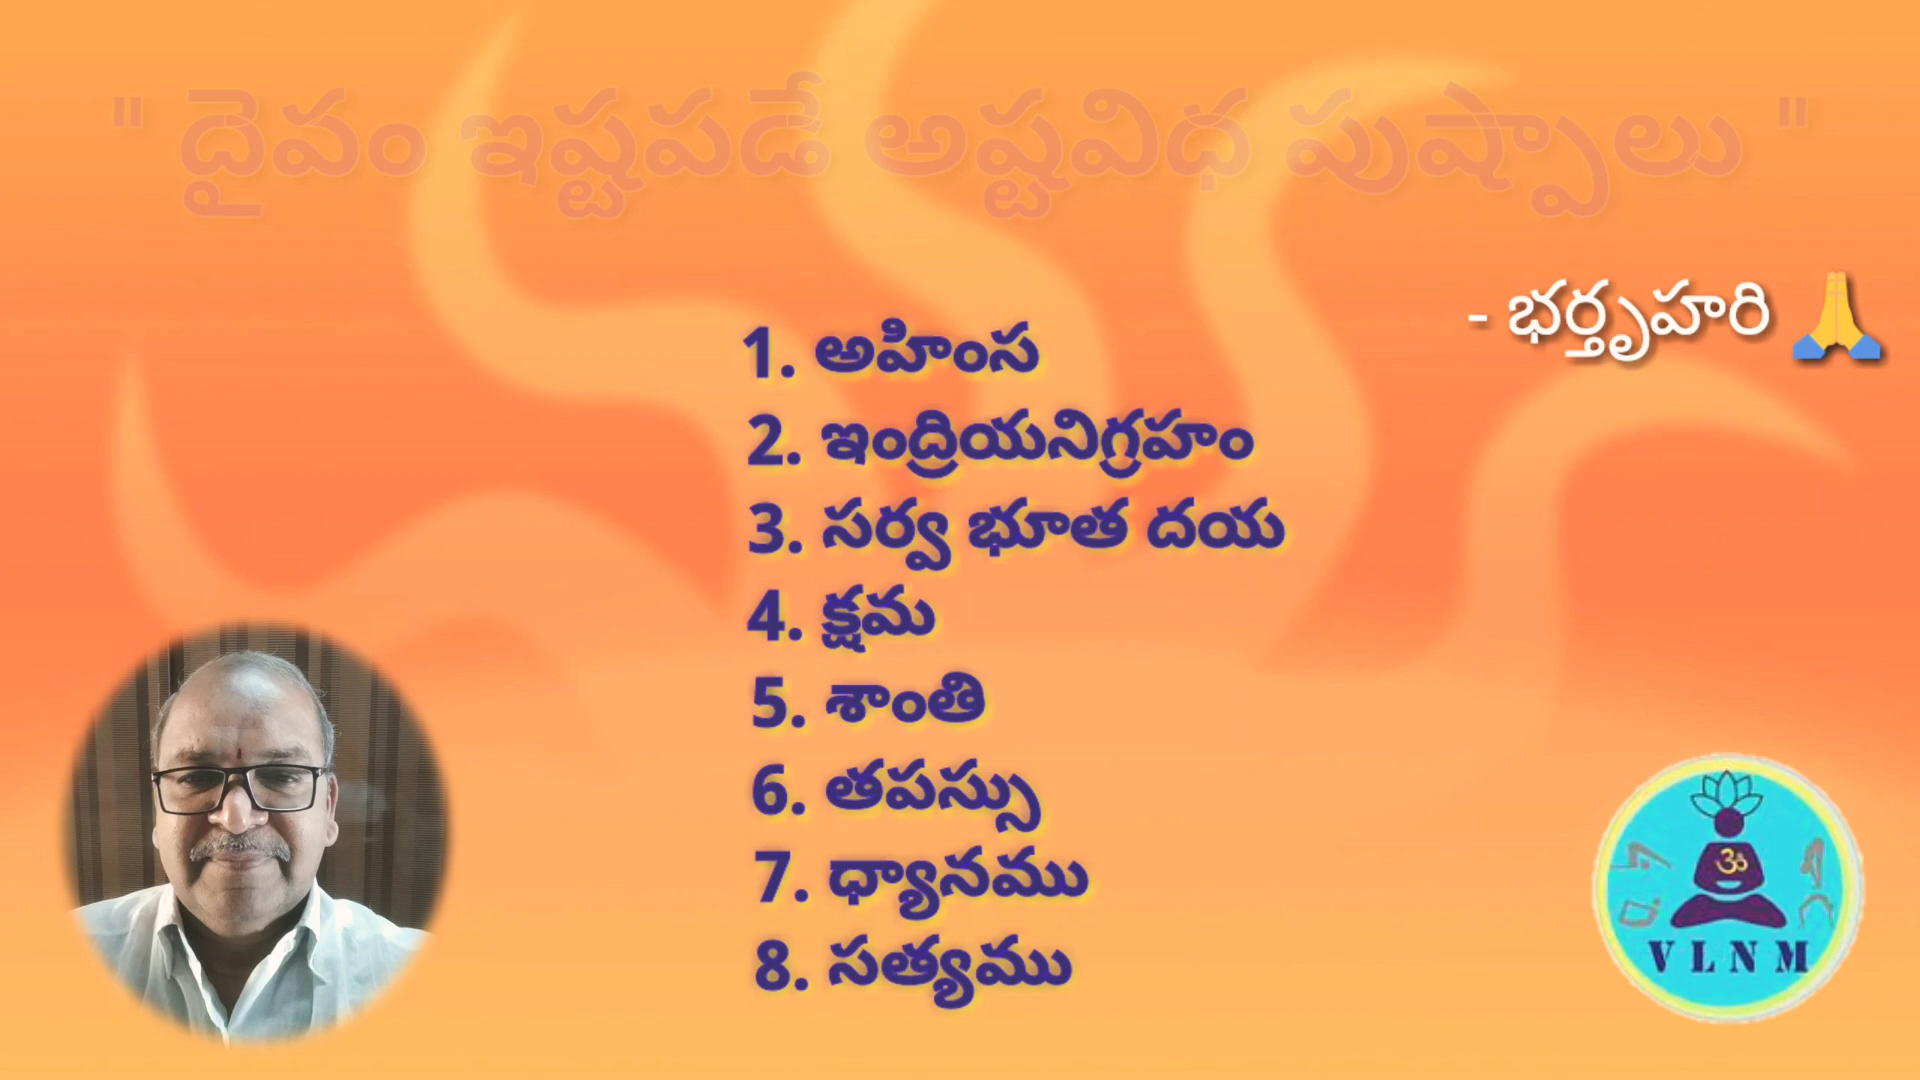 " దైవం ఇష్టపడే అష్టవిధ పుష్పాలు "
- భర్తృహరి 🙏
1. అహింస
2. ఇంద్రియనిగ్రహం
3. సర్వ భూత దయ
4. క్షమ
5. శాంతి
6. తపస్సు
7. ధ్యానము
8. సత్యము
ॐ
VLNM